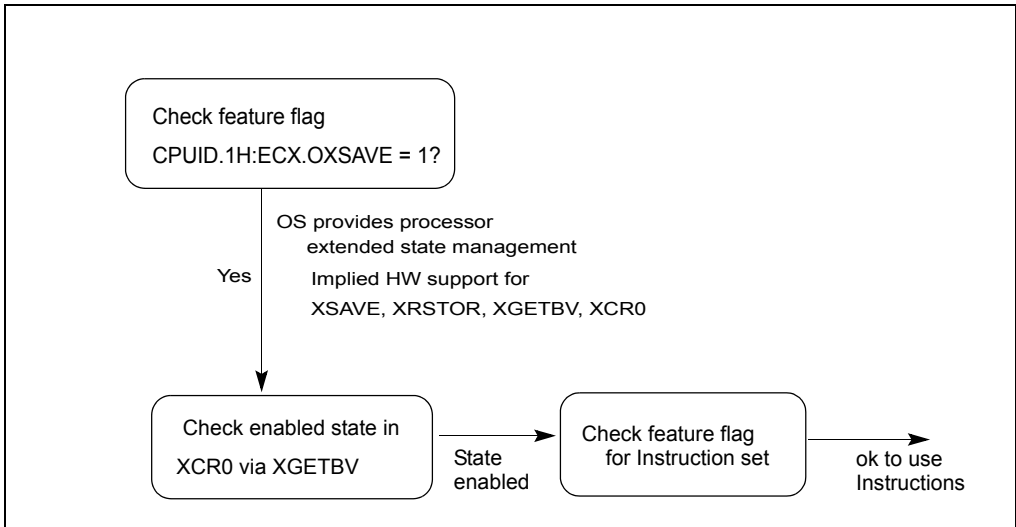 Check feature flag
CPUID.1H:ECX.OXSAVE = 1?
OS provides processor
extended state management
Yes
Implied HW support for
XSAVE, XRSTOR, XGETBV, XCR0
Check enabled state in
XCR0 via XGETBV
State
enabled
Check feature flag
for Instruction set
ok to use
Instructions